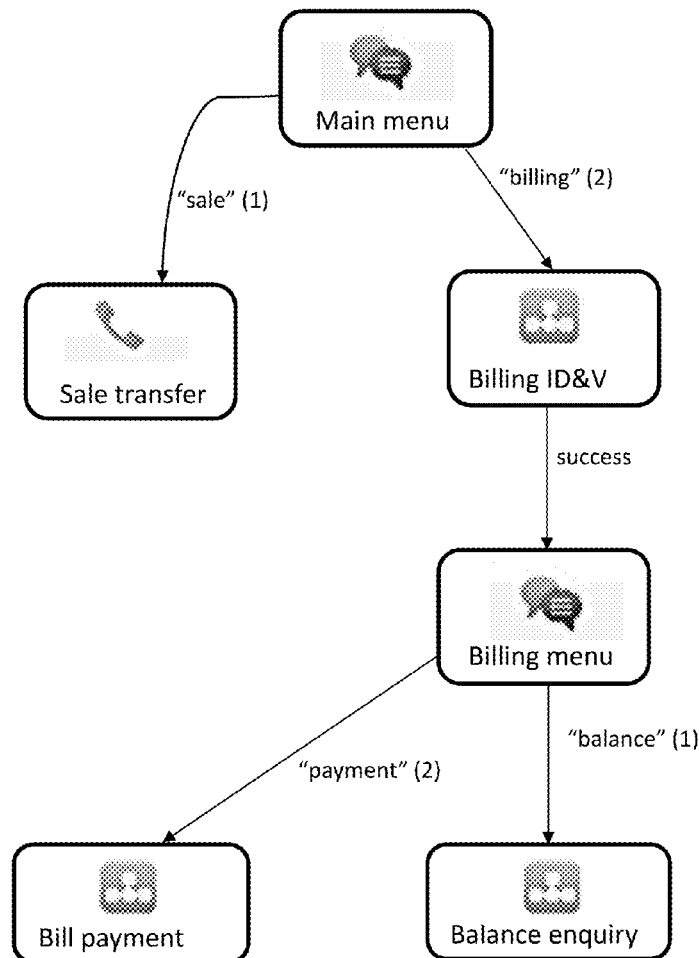 Main menu
“sale” (1)
“billing” (2)
Sale transfer
Billing ID&V
success
Billing menu
“payment” (2)
“balance” (1)
Bill payment
Balance enquiry